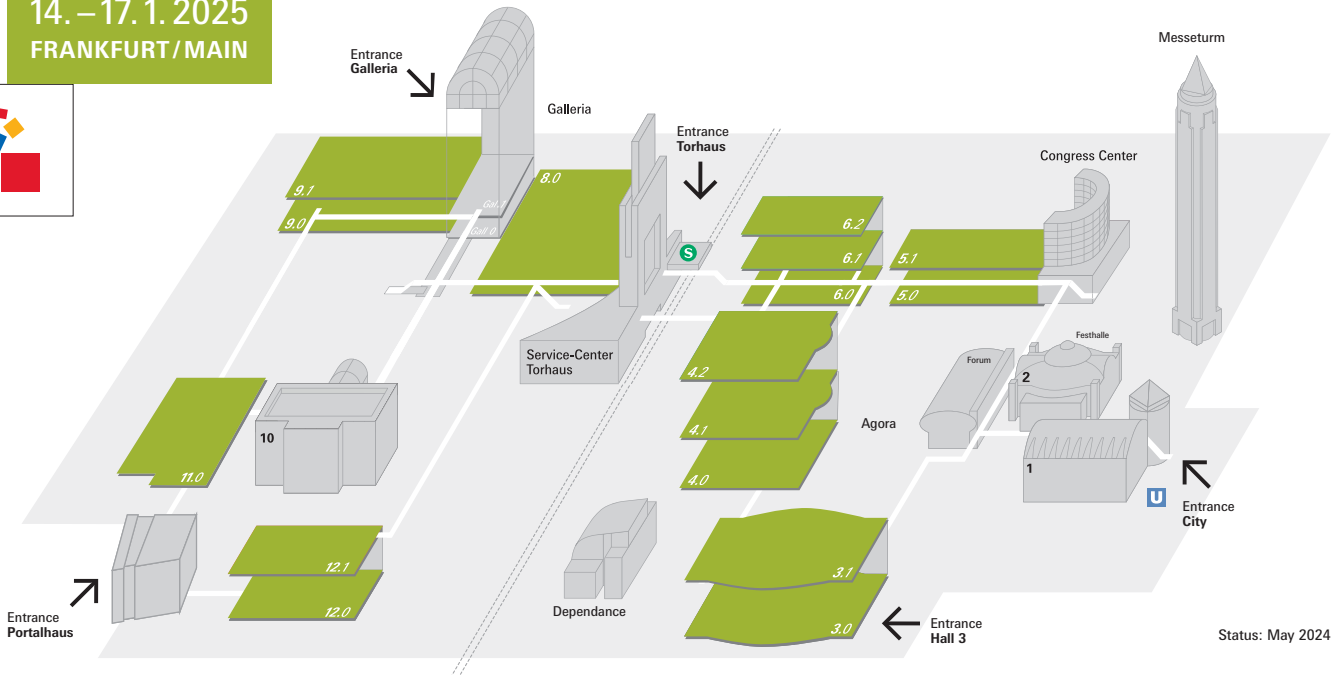 14. – 17. 1. 2025
FRANKFURT / MAIN
Messeturm
Entrance
Galleria
Galleria
Entrance
Torhaus
Congress Center
9.1
8.0
9.0
Gall 0
S
6.2
6.1
6.0
5.1
5.0
Service-Center
Torhaus
4.2
4.1
4.0
Agora
Forum
Festhalle
2
1
10
11.0
U
Entrance
City
12.1
12.0
Entrance
Portalhaus
Dependance
3.1
3.0
Entrance
Hall 3
Status: May 2024